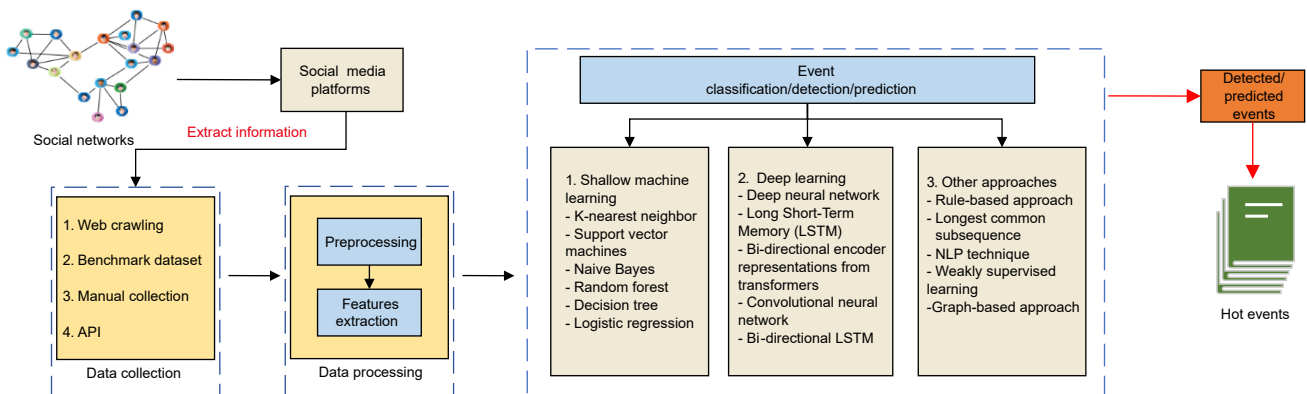 Social networks
Social media
platforms
Extract information
1. Web crawling
2. Benchmark dataset
3. Manual collection
4. API
Data collection
Preprocessing
Features
extraction
Data processing
Event
classification/detection/prediction
1. Shallow machine
learning
- K-nearest neighbor
- Support vector
machines
- Naive Bayes
- Random forest
- Decision tree
- Logistic regression
2. Deep learning
- Deep neural network
- Long Short-Term
Memory (LSTM)
- Bi-directional encoder
representations from
transformers
- Convolutional neural
network
- Bi-directional LSTM
3. Other approaches
- Rule-based approach
- Longest common
subsequence
- NLP technique
- Weakly supervised
learning
-Graph-based approach
Detected/
predicted
events
Hot events